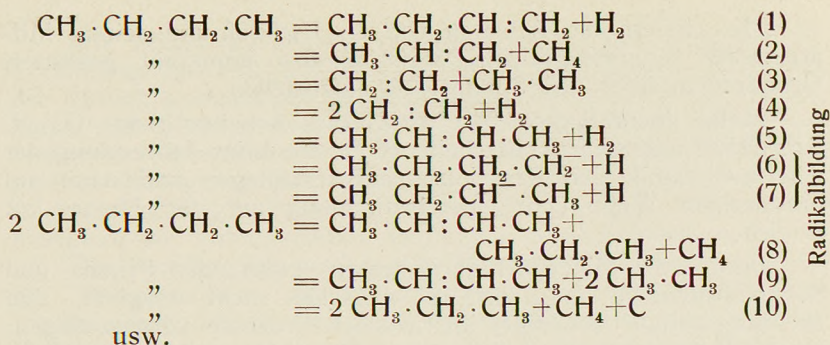 CH₃·CH₂·CH₂·CH₃ = CH₃·CH₂·CH : CH₂+H₂ (1)
„ = CH₃·CH : CH₂+CH₄ (2)
„ = CH₂ : CH₂+CH₃·CH₃ (3)
„ = 2 CH₂ : CH₂+H₂ (4)
„ = CH₃·CH : CH·CH₃+H₂ (5)
„ = CH₃·CH₂·CH₂·CH₂⁻+H (6)
„ = CH₃ CH₂·CH⁻·CH₃+H (7)
Radikalbildung
2 CH₃·CH₂·CH₂·CH₃ = CH₃·CH : CH·CH₃+
CH₃·CH₂·CH₃+CH₄ (8)
„ = CH₃·CH : CH·CH₃+2 CH₃·CH₃ (9)
„ = 2 CH₃·CH₂·CH₃+CH₄+C (10)
usw.